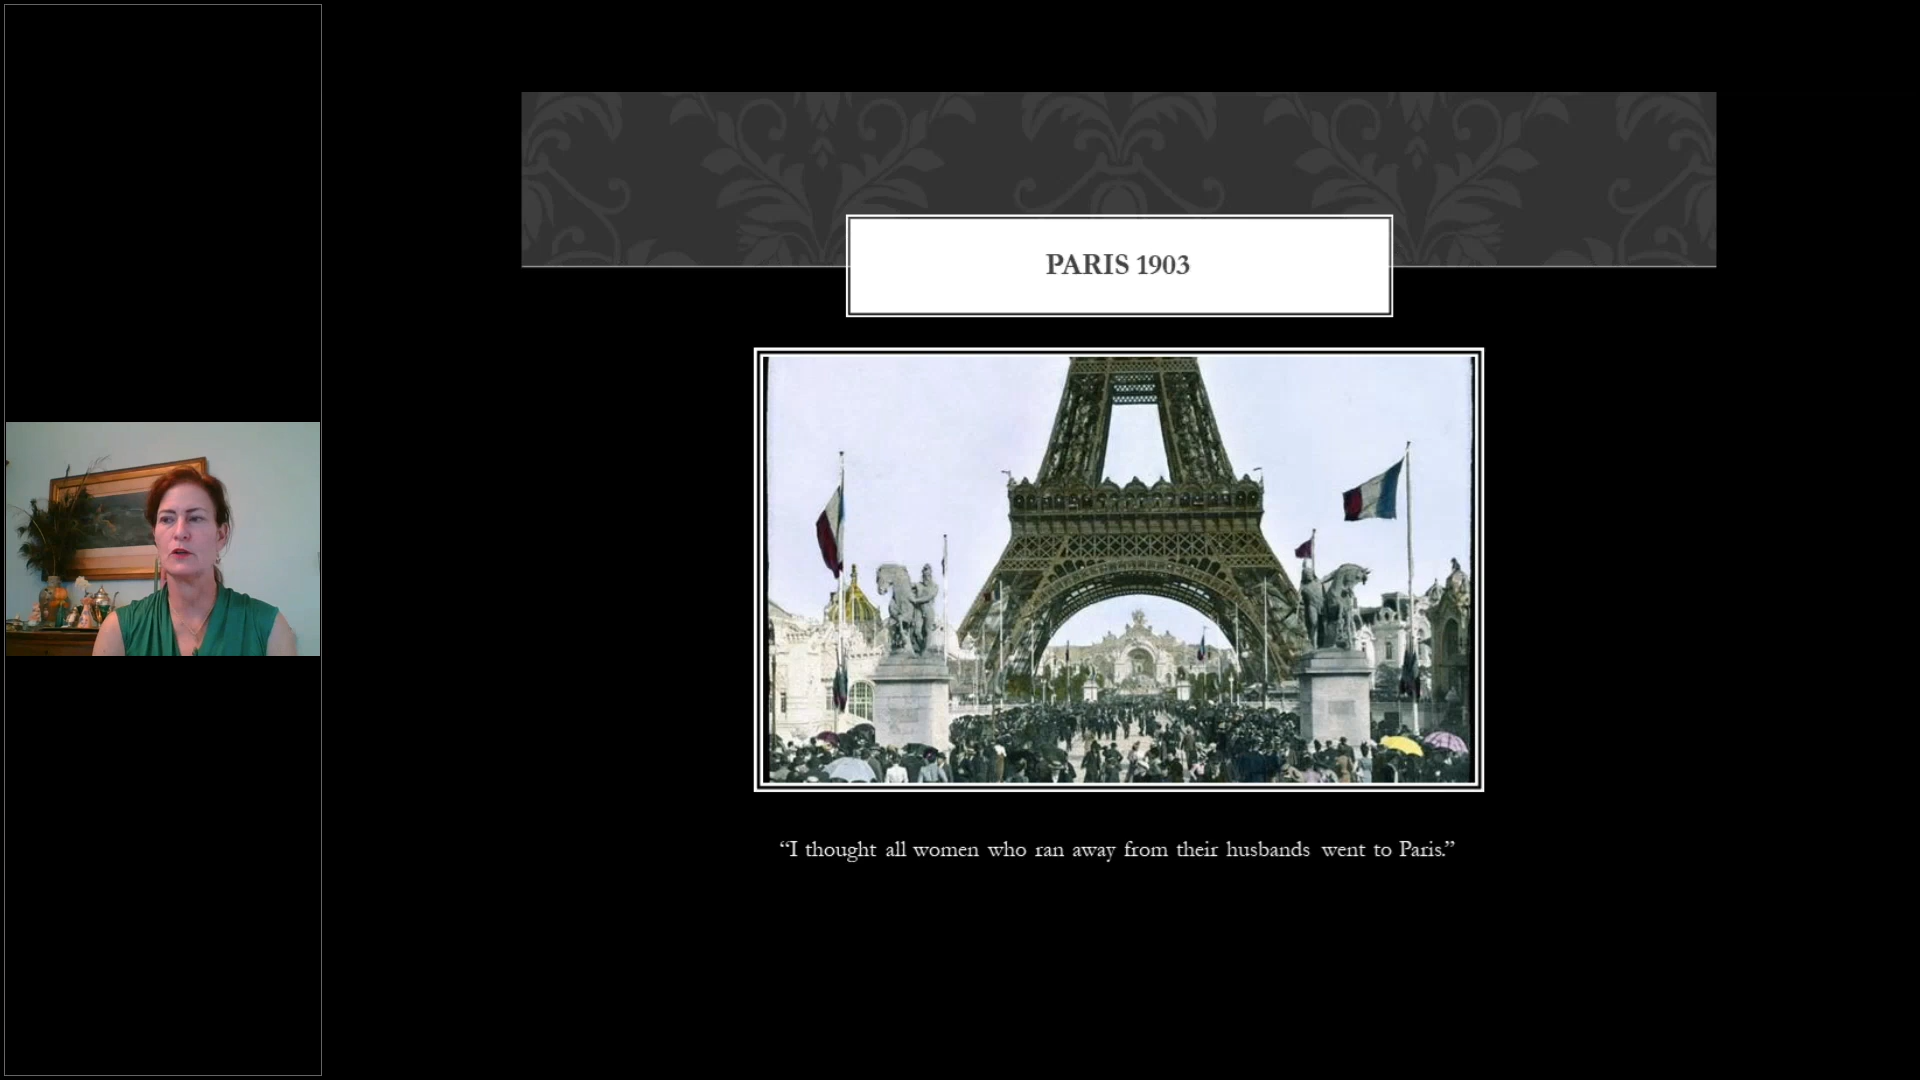 PARIS 1903
“I thought all women who ran away from their husbands went to Paris.”